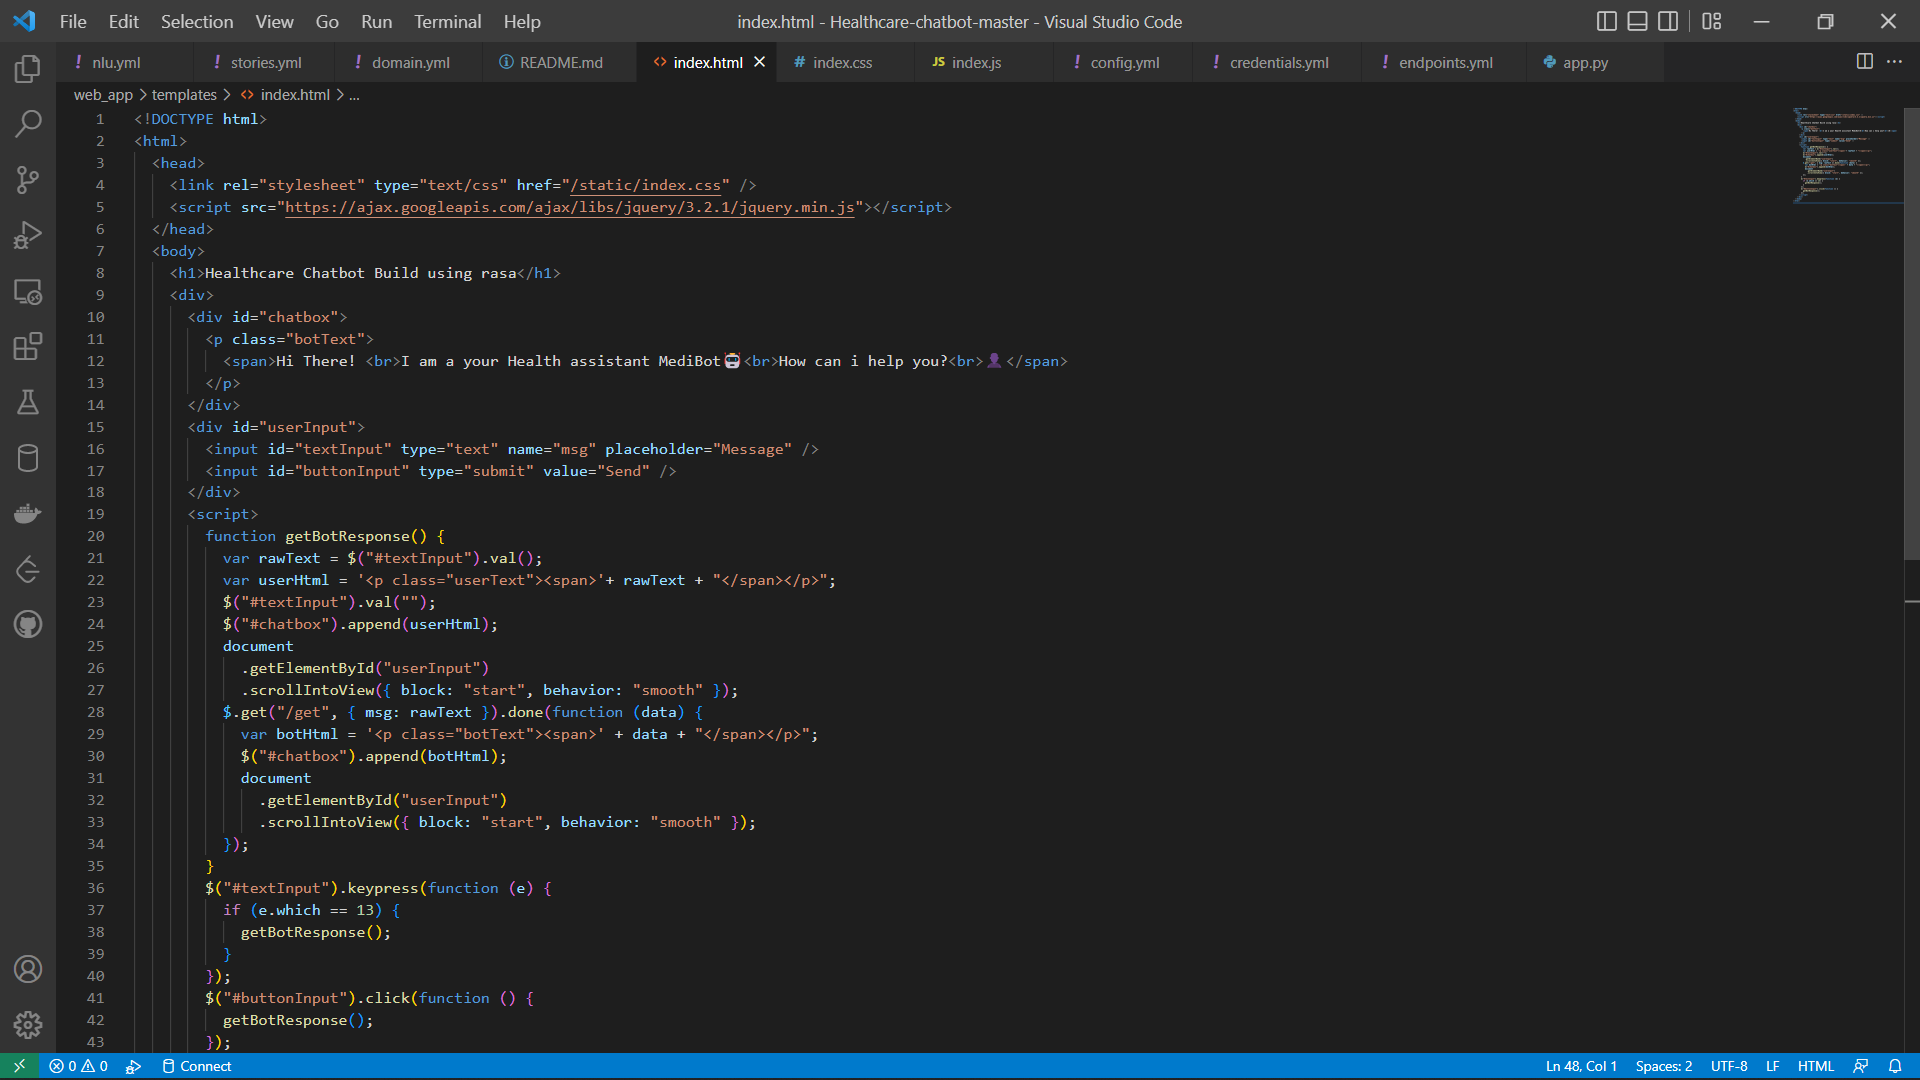 File Edit Selection View Go Run Terminal Help
index.html - Healthcare-chatbot-master - Visual Studio Code
! nlu.yml ! stories.yml ! domain.yml README.md <> index.html # index.css JS index.js ! config.yml ! credentials.yml ! endpoints.yml app.py
web_app > templates > <> index.html > ...
1 <!DOCTYPE html>
2 <html>
3 <head>
4 <link rel="stylesheet" type="text/css" href="/static/index.css" />
5 <script src="https://ajax.googleapis.com/ajax/libs/jquery/3.2.1/jquery.min.js"></script>
6 </head>
7 <body>
8 <h1>Healthcare Chatbot Build using rasa</h1>
9 <div>
10 <div id="chatbox">
11 <p class="botText">
12 <span>Hi There! <br>I am a your Health assistant MediBot🤖<br>How can i help you?<br>👤</span>
13 </p>
14 </div>
15 <div id="userInput">
16 <input id="textInput" type="text" name="msg" placeholder="Message" />
17 <input id="buttonInput" type="submit" value="Send" />
18 </div>
19 <script>
20 function getBotResponse() {
21 var rawText = $("#textInput").val();
22 var userHtml = '<p class="userText"><span>'+ rawText + "</span></p>";
23 $("#textInput").val("");
24 $("#chatbox").append(userHtml);
25 document
26 .getElementById("userInput")
27 .scrollIntoView({ block: "start", behavior: "smooth" });
28 $.get("/get", { msg: rawText }).done(function (data) {
29 var botHtml = '<p class="botText"><span>' + data + "</span></p>";
30 $("#chatbox").append(botHtml);
31 document
32 .getElementById("userInput")
33 .scrollIntoView({ block: "start", behavior: "smooth" });
34 });
35 }
36 $("#textInput").keypress(function (e) {
37 if (e.which == 13) {
38 getBotResponse();
39 }
40 });
41 $("#buttonInput").click(function () {
42 getBotResponse();
43 });
0 0 Connect Ln 48, Col 1 Spaces: 2 UTF-8 LF HTML